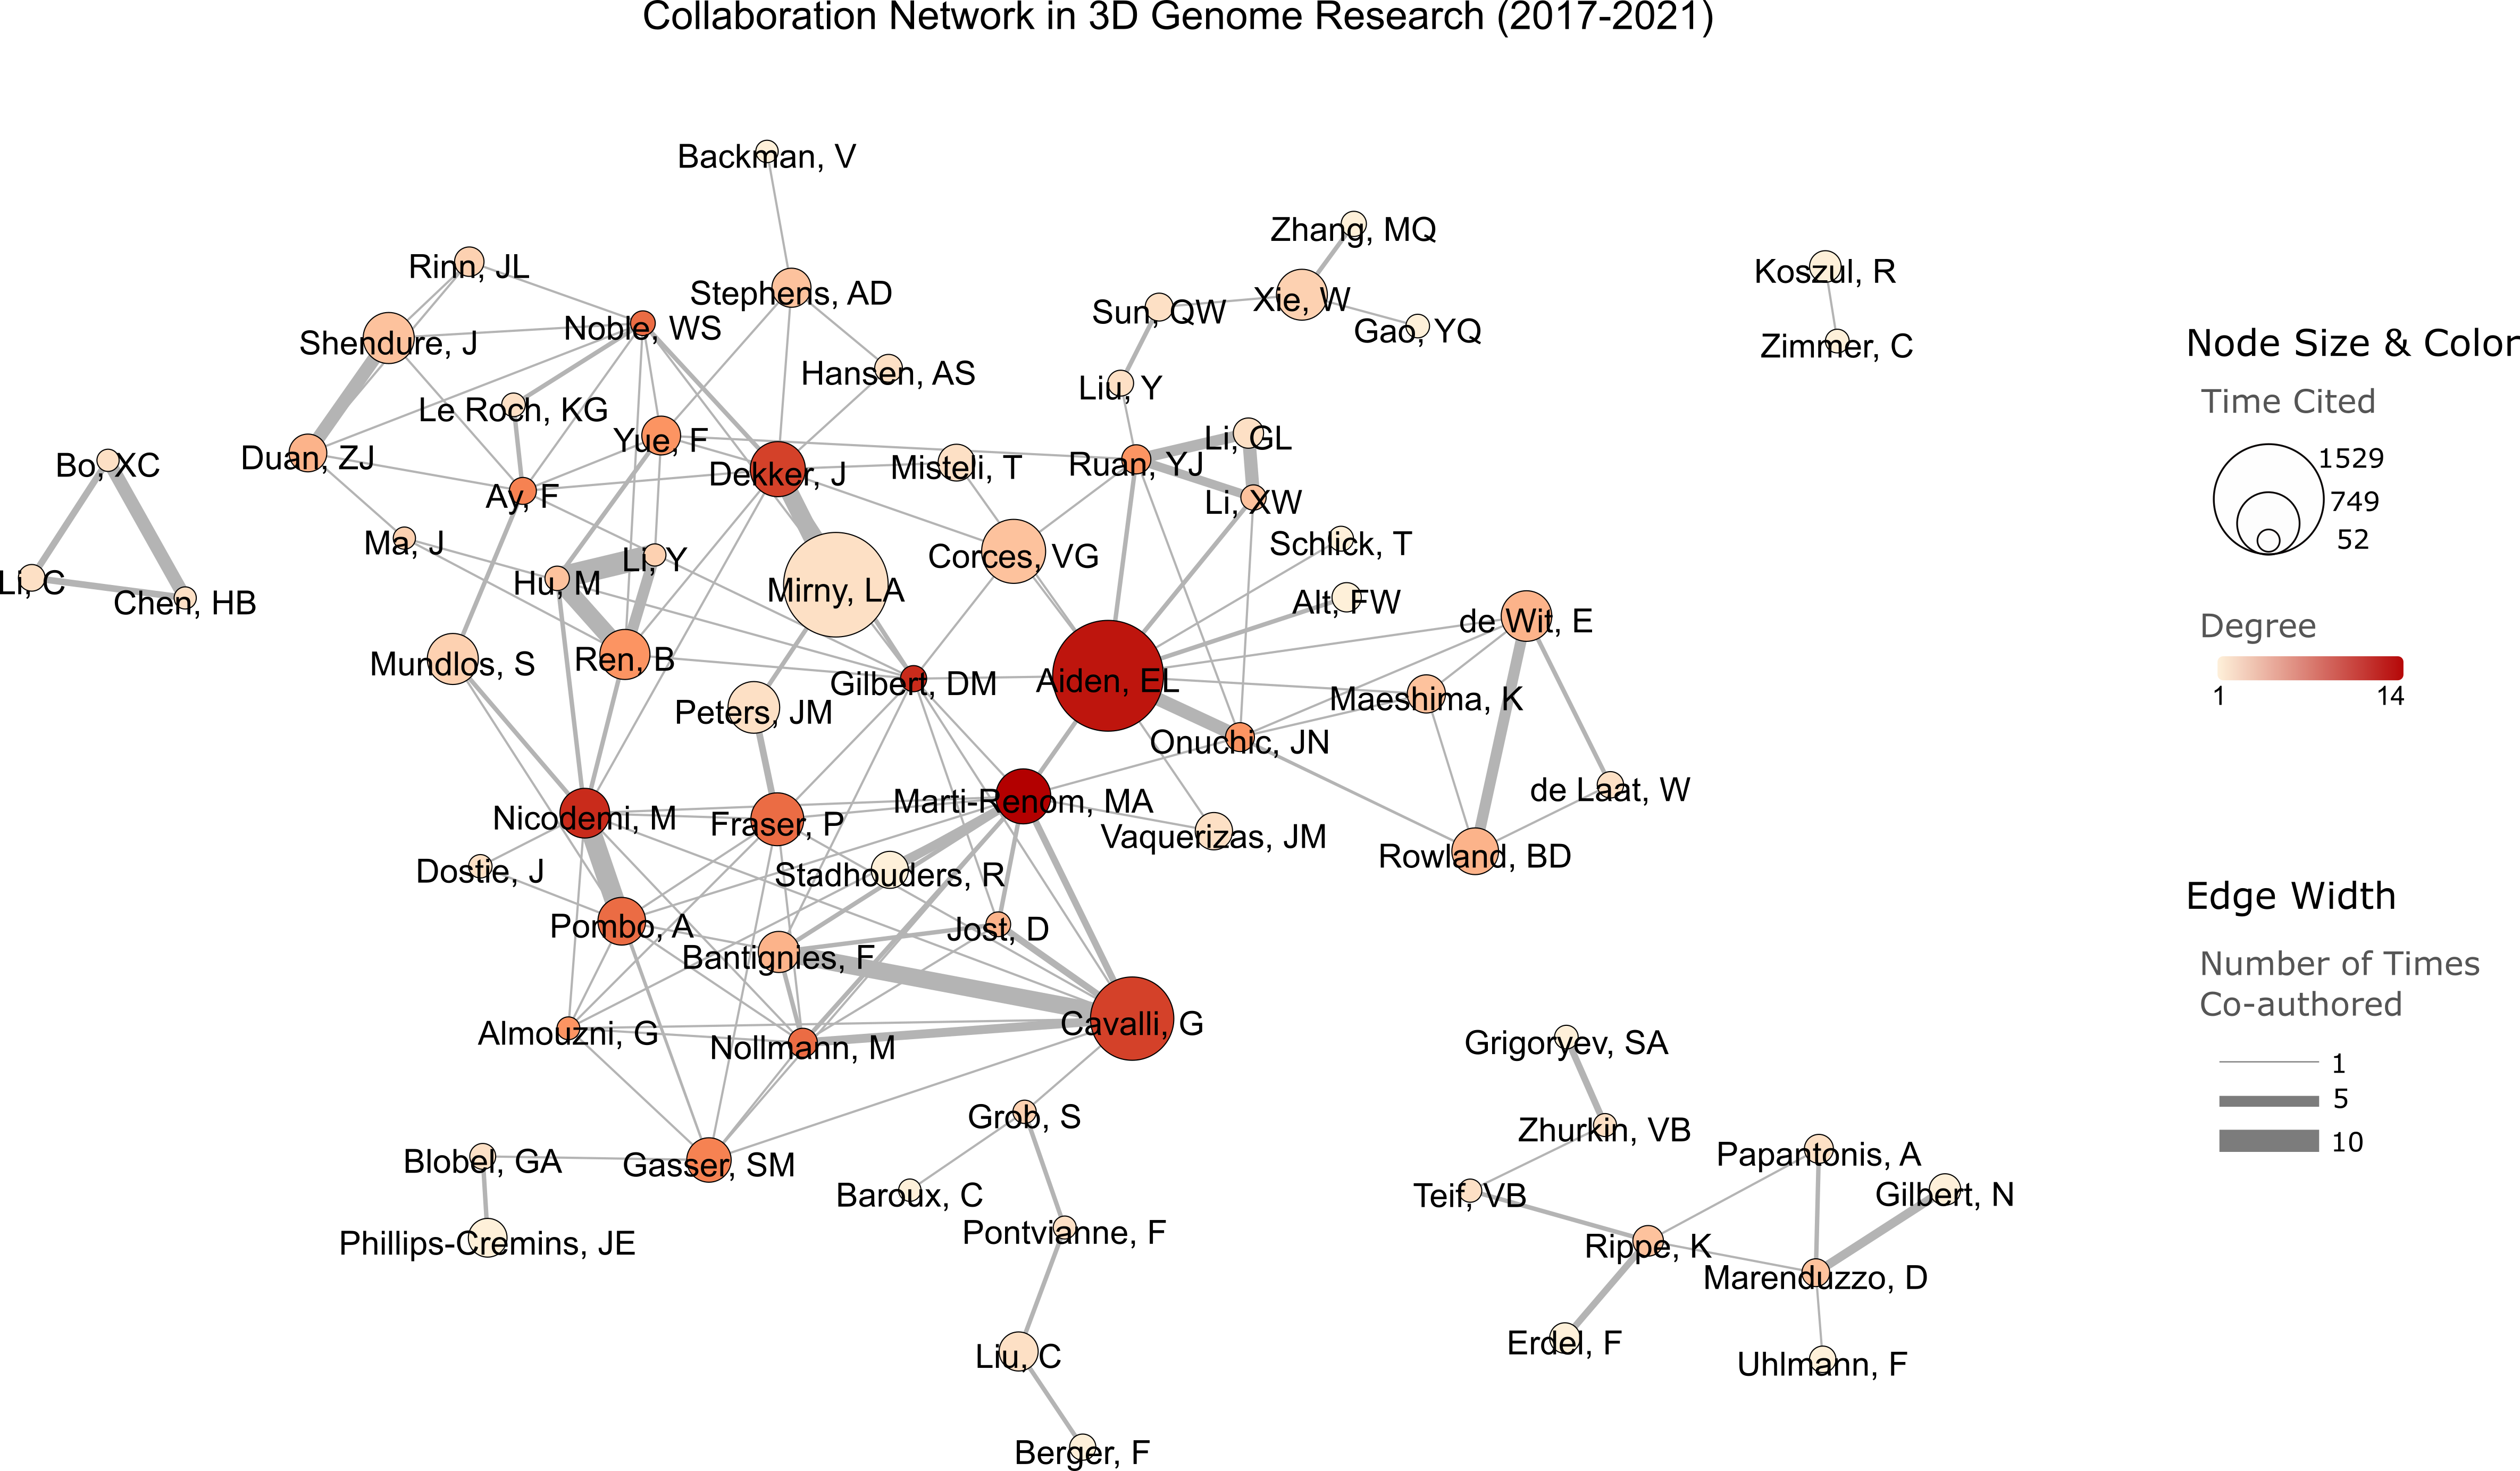 Collaboration Network in 3D Genome Research (2017-2021)
Backman, V
Zhang, MQ
Rinn, JL
Koszul, R
Stephens, AD
Xie, W
Sun, QW
Noble, WS
Gao, YQ
Shendure, J
Zimmer, C
Hansen, AS
Liu, Y
Le Roch, KG
Yue, F
Li, GL
Duan, ZJ
Bo, XC
Dekker, J
Misteli, T
Ruan, YJ
Ay, F
Li, XW
Ma, J
Schlick, T
Li, Y
Corces, VG
Li, C
Hu, M
Mirny, LA
Chen, HB
Alt, FW
de Wit, E
Mundlos, S
Ren, B
Gilbert, DM
Aiden, EL
Maeshima, K
Peters, JM
Onuchic, JN
de Laat, W
Marti-Renom, MA
Nicodemi, M
Fraser, P
Vaquerizas, JM
Rowland, BD
Dostie, J
Stadhouders, R
Pombo, A
Jost, D
Bantignies, F
Cavalli, G
Almouzni, G
Nollmann, M
Grigoryev, SA
Grob, S
Zhurkin, VB
Blobel, GA
Gasser, SM
Papantonis, A
Baroux, C
Teif, VB
Gilbert, N
Pontvianne, F
Phillips-Cremins, JE
Rippe, K
Marenduzzo, D
Erdel, F
Liu, C
Uhlmann, F
Berger, F
Node Size & Color
Time Cited
1529
749
52
Degree
1 14
Edge Width
Number of Times
Co-authored
1
5
10